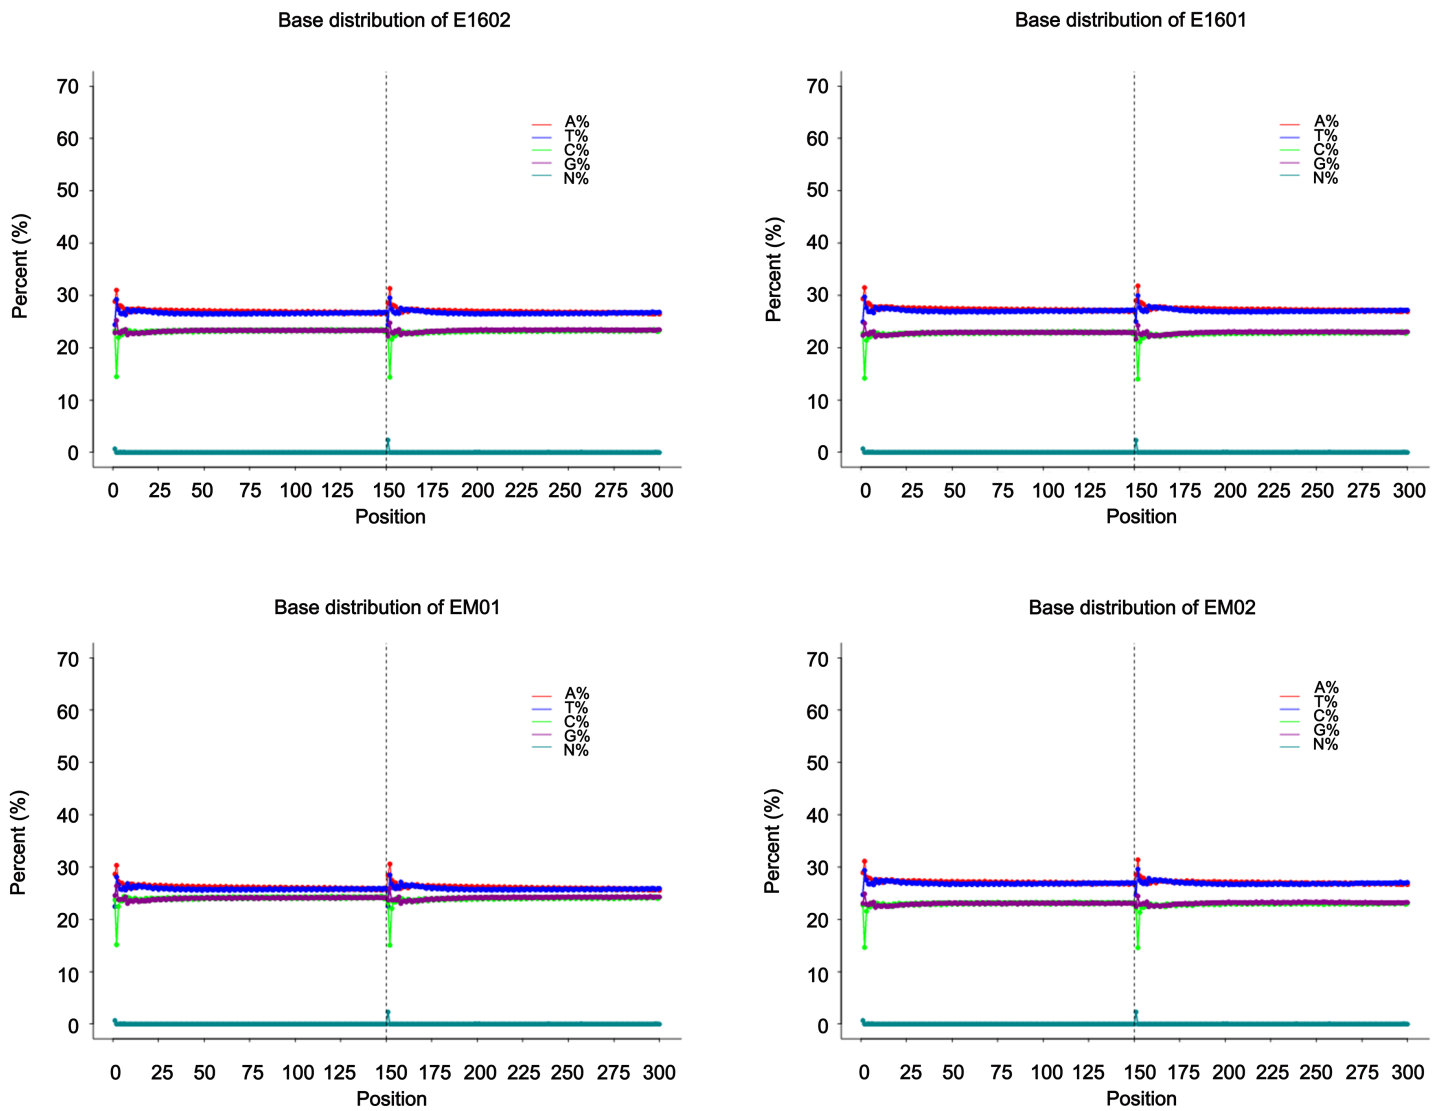 Base distribution of E1602
70
60
50
40
30
20
10
0
Percent (%)
A%
T%
C%
G%
N%
0 25 50 75 100 125 150 175 200 225 250 275 300
Position
Base distribution of E1601
70
60
50
40
30
20
10
0
Percent (%)
A%
T%
C%
G%
N%
0 25 50 75 100 125 150 175 200 225 250 275 300
Position
Base distribution of EM01
70
60
50
40
30
20
10
0
Percent (%)
A%
T%
C%
G%
N%
0 25 50 75 100 125 150 175 200 225 250 275 300
Position
Base distribution of EM02
70
60
50
40
30
20
10
0
Percent (%)
A%
T%
C%
G%
N%
0 25 50 75 100 125 150 175 200 225 250 275 300
Position